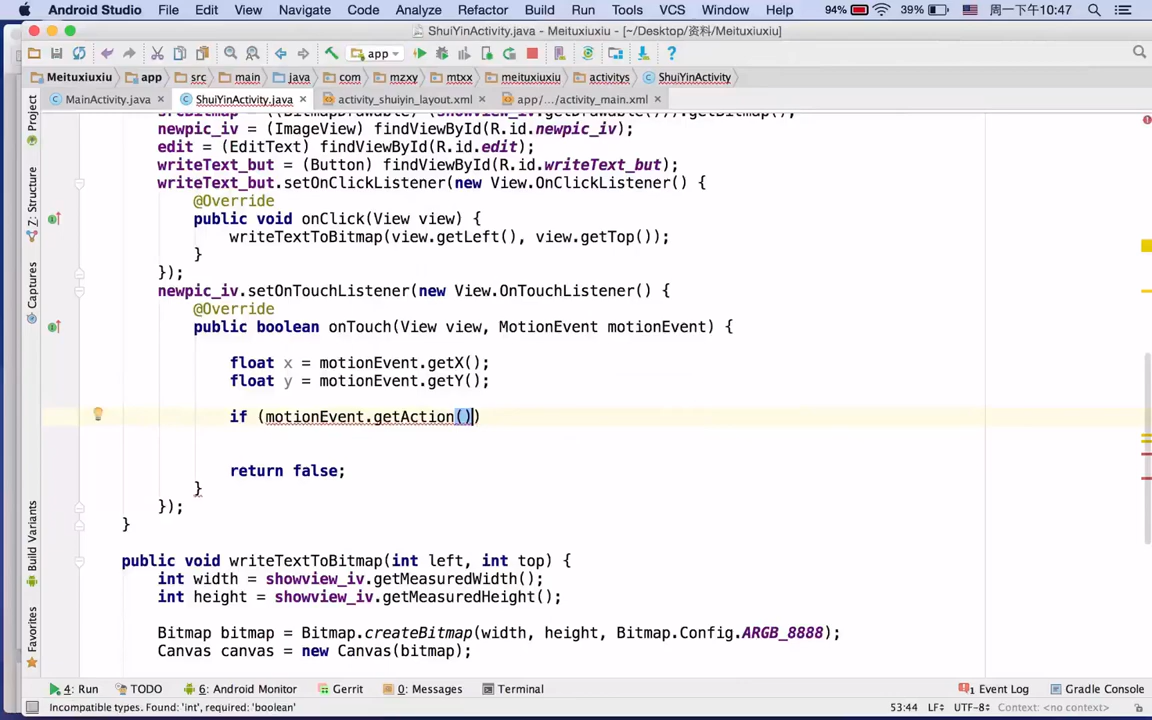 Android Studio File Edit View Navigate Code Analyze Refactor Build Run Tools VCS Window Help 94% 39% 周一下午10:47
ShuiYinActivity.java - Meituxiuxiu - [~/Desktop/资料/Meituxiuxiu]
app
Meituxiuxiu app src main java com mzxy mtxx meituxiuxiu activitys ShuiYinActivity
MainActivity.java ShuiYinActivity.java activity_shuiyin_layout.xml app/.../activity_main.xml
Project
Z: Structure
Captures
Build Variants
Favorites
srcBitmap = ((BitmapDrawable) (showview_iv.getDrawable())).getBitmap();
newpic_iv = (ImageView) findViewById(R.id.newpic_iv);
edit = (EditText) findViewById(R.id.edit);
writeText_but = (Button) findViewById(R.id.writeText_but);
writeText_but.setOnClickListener(new View.OnClickListener() {
@Override
public void onClick(View view) {
writeTextToBitmap(view.getLeft(), view.getTop());
}
});
newpic_iv.setOnTouchListener(new View.OnTouchListener() {
@Override
public boolean onTouch(View view, MotionEvent motionEvent) {
float x = motionEvent.getX();
float y = motionEvent.getY();
if (motionEvent.getAction())
return false;
}
});
}
public void writeTextToBitmap(int left, int top) {
int width = showview_iv.getMeasuredWidth();
int height = showview_iv.getMeasuredHeight();
Bitmap bitmap = Bitmap.createBitmap(width, height, Bitmap.Config.ARGB_8888);
Canvas canvas = new Canvas(bitmap);
4: Run TODO 6: Android Monitor Gerrit 0: Messages Terminal 1 Event Log Gradle Console
Incompatible types. Found: 'int', required: 'boolean' 53:44 LF UTF-8 Context: <no context>